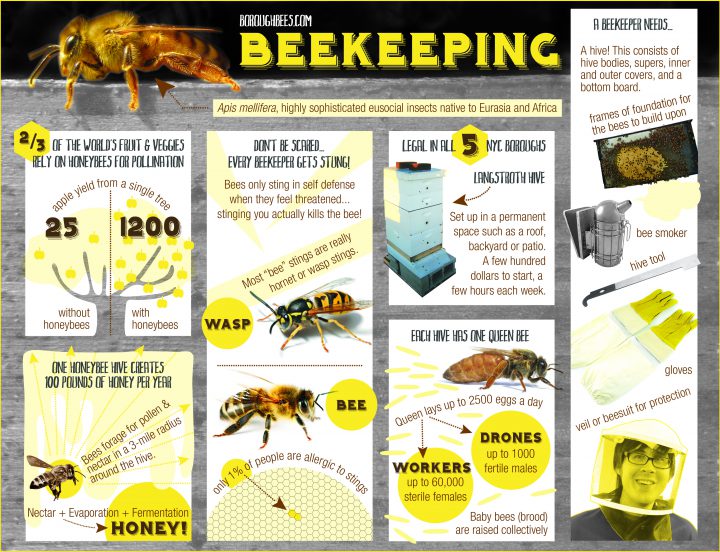 BOROUGHBEES.COM
BEEKEEPING
Apis mellifera, highly sophisticated eusocial insects native to Eurasia and Africa
2/3 OF THE WORLD'S FRUIT & VEGGIES
RELY ON HONEYBEES FOR POLLINATION
apple yield from a single tree
25
1200
without
honeybees
with
honeybees
ONE HONEYBEE HIVE CREATES
100 POUNDS OF HONEY PER YEAR
Bees forage for pollen &
nectar in a 3-mile radius
around the hive.
Nectar + Evaporation + Fermentation
HONEY!
DON'T BE SCARED...
EVERY BEEKEEPER GETS STUNG!
Bees only sting in self defense
when they feel threatened...
stinging you actually kills the bee!
Most "bee" stings are really
hornet or wasp stings.
WASP
BEE
only 1% of people are allergic to stings
LEGAL IN ALL 5 NYC BOROUGHS
LANGSTROTH HIVE
Set up in a permanent
space such as a roof,
backyard or patio.
A few hundred
dollars to start, a
few hours each week.
EACH HIVE HAS ONE QUEEN BEE
Queen lays up to 2500 eggs a day
DRONES
up to 1000
fertile males
WORKERS
up to 60,000
sterile females
Baby bees (brood)
are raised collectively
A BEEKEEPER NEEDS...
A hive! This consists of
hive bodies, supers, inner
and outer covers, and a
bottom board.
frames of foundation for
the bees to build upon
bee smoker
hive tool
gloves
veil or beesuit for protection